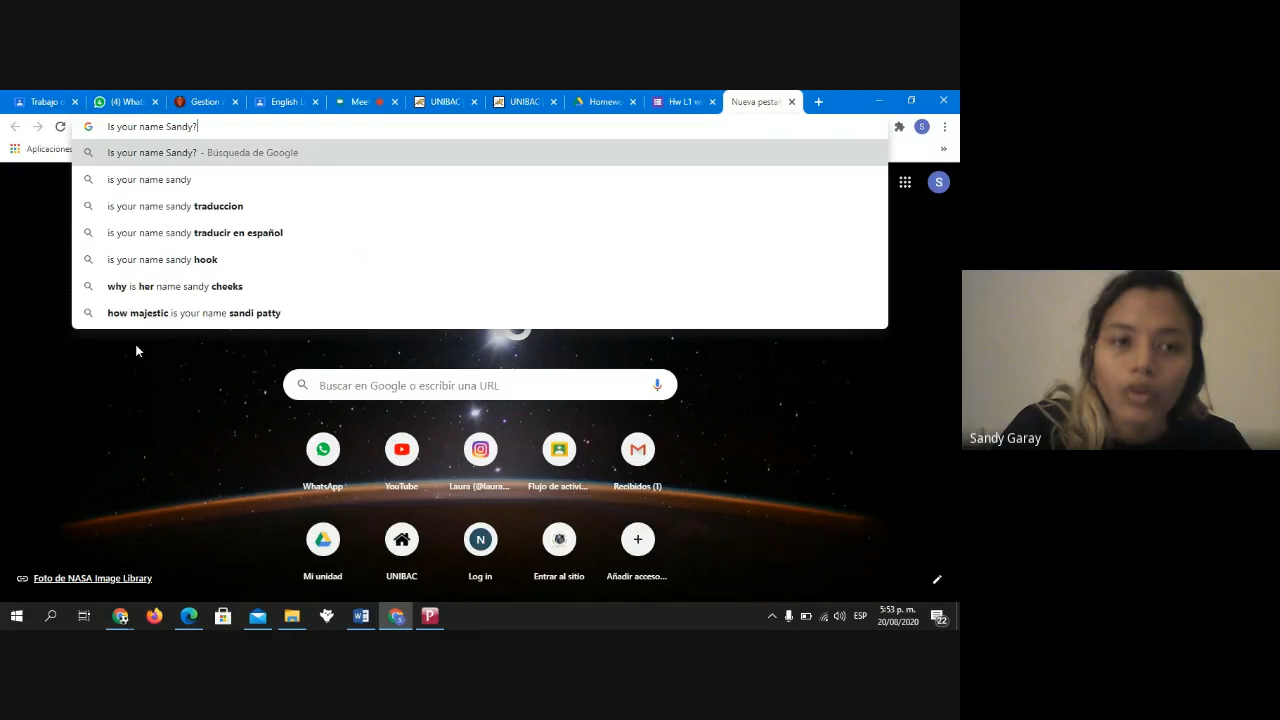 Trabajo d
(4) Whats
Gestion A
English L
Meet
UNIBAC
UNIBAC
Homewo
Hw L1 w
Nueva pestañ
Is your name Sandy?
Aplicaciones
»
S
Is your name Sandy? - Búsqueda de Google
is your name sandy
is your name sandy traduccion
S
is your name sandy traducir en español
is your name sandy hook
why is her name sandy cheeks
how majestic is your name sandi patty
Buscar en Google o escribir una URL
WhatsApp
YouTube
Laura (@laura...
Flujo de activi...
Recibidos (1)
N
Mi unidad
UNIBAC
Log in
Entrar al sitio
Añadir acceso...
Foto de NASA Image Library
ESP
5:53 p. m.
20/08/2020
22
Sandy Garay